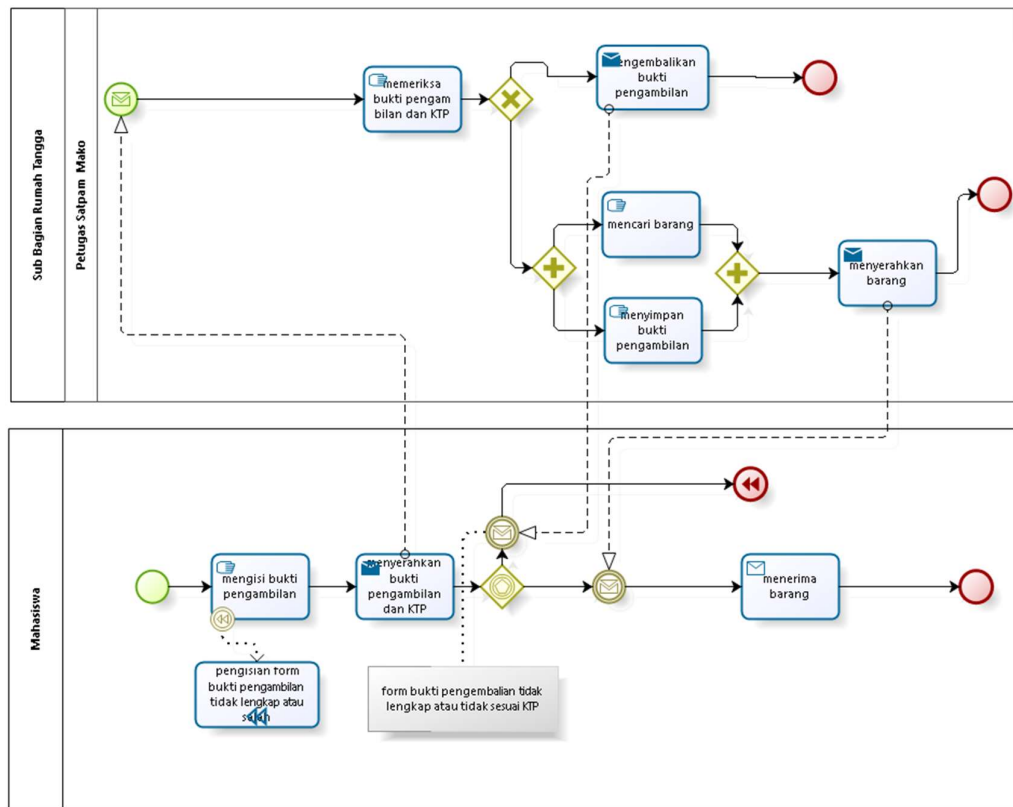 Sub Bagian Rumah Tangga
Petugas Satpam Mako
memeriksa
bukti pengam
bilan dan KTP
mengembalikan
bukti
pengambilan
mencari barang
menyimpan
bukti
pengambilan
menyerahkan
barang
Mahasiswa
mengisi bukti
pengambilan
menyerahkan
bukti
pengambilan
dan KTP
menerima
barang
pengisian form
bukti pengambilan
tidak lengkap atau
salah
form bukti pengembalian tidak
lengkap atau tidak sesuai KTP